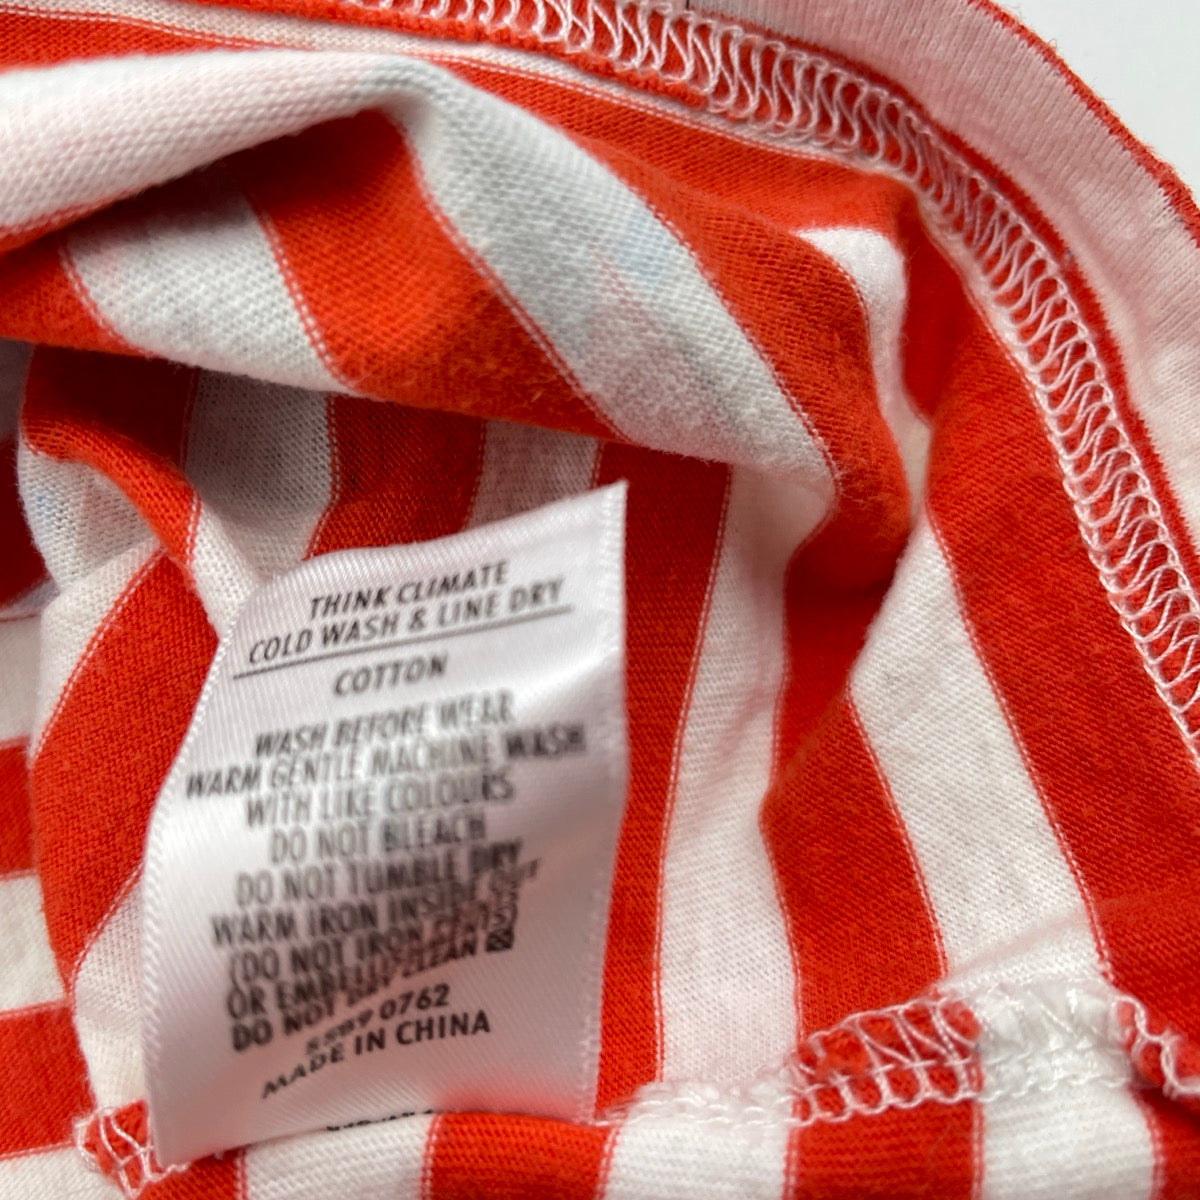 THINK CLIMATE
COLD WASH & LINE DRY
COTTON
WASH BEFORE WEAR
WARM GENTLE MACHINE WASH
WITH LIKE COLOURS
DO NOT BLEACH
DO NOT TUMBLE DRY
WARM IRON INSIDE OUT
(DO NOT IRON
OR EMBELL
DO NOT DRY CLEAN
0762
MADE IN CHINA